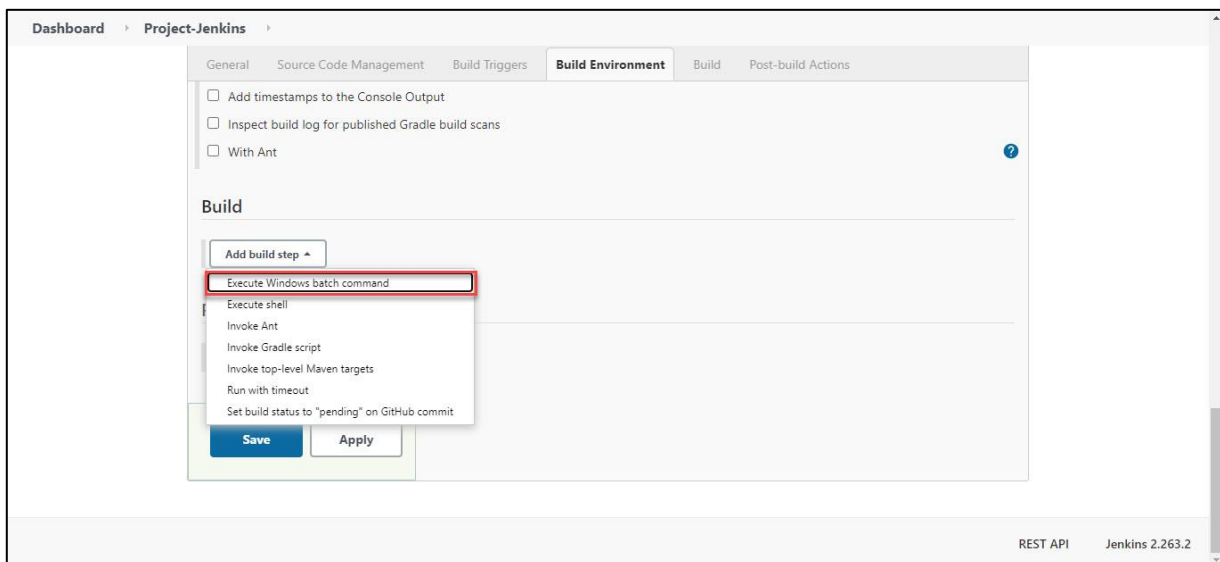 Dashboard Project-Jenkins
General Source Code Management Build Triggers Build Environment Build Post-build Actions
Add timestamps to the Console Output
Inspect build log for published Gradle build scans
With Ant ?
Build
Add build step
Execute Windows batch command
Execute shell
Invoke Ant
Invoke Gradle script
Invoke top-level Maven targets
Run with timeout
Set build status to "pending" on GitHub commit
Save Apply
REST API Jenkins 2.263.2